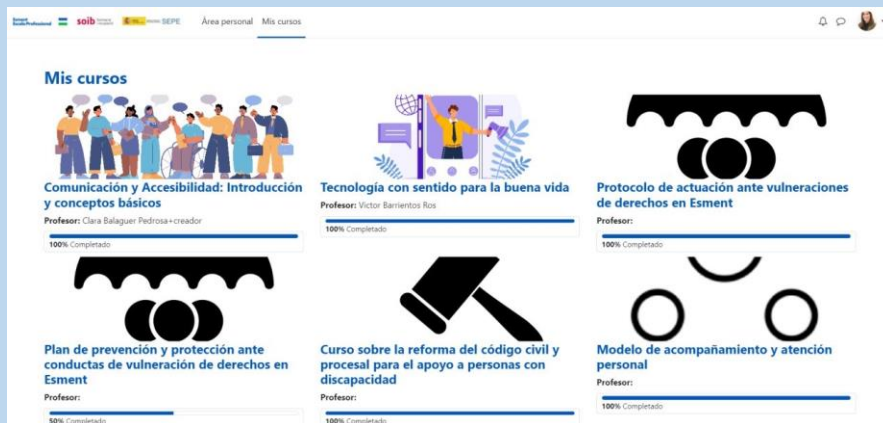 soib
SEPE
Área personal
Mis cursos
Mis cursos
Comunicación y Accesibilidad: Introducción
y conceptos básicos
Profesor: Clara Balaguer Pedrosa+creador
100% Completado
Tecnología con sentido para la buena vida
Profesor: Victor Barrientos Ros
100% Completado
Protocolo de actuación ante vulneraciones
de derechos en Esment
Profesor:
100% Completado
Plan de prevención y protección ante
conductas de vulneración de derechos en
Esment
Profesor:
50% Completado
Curso sobre la reforma del código civil y
procesal para el apoyo a personas con
discapacidad
Profesor:
100% Completado
Modelo de acompañamiento y atención
personal
Profesor:
100% Completado